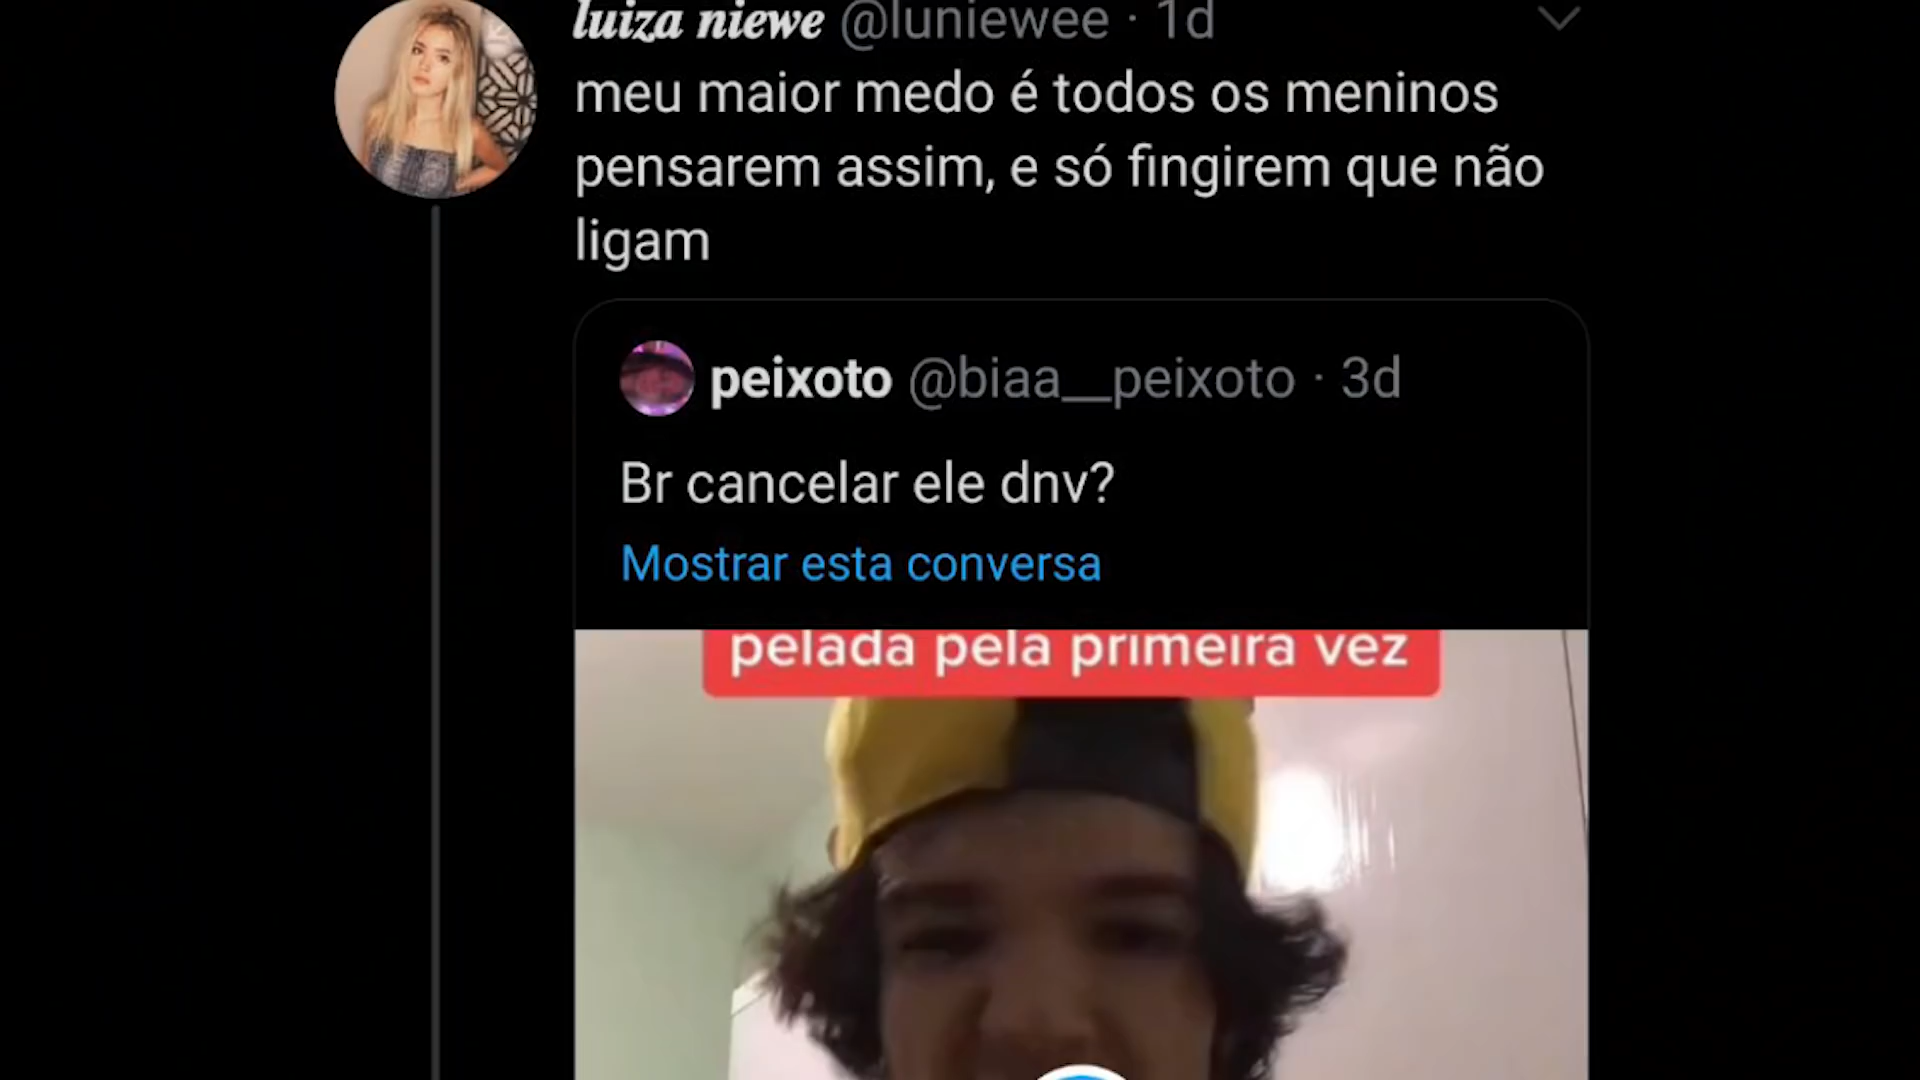 luiza niewe @luniewee · 1d
meu maior medo é todos os meninos
pensarem assim, e só fingirem que não
ligam
peixoto @biaa__peixoto · 3d
Br cancelar ele dnv?
Mostrar esta conversa
pelada pela primeira vez